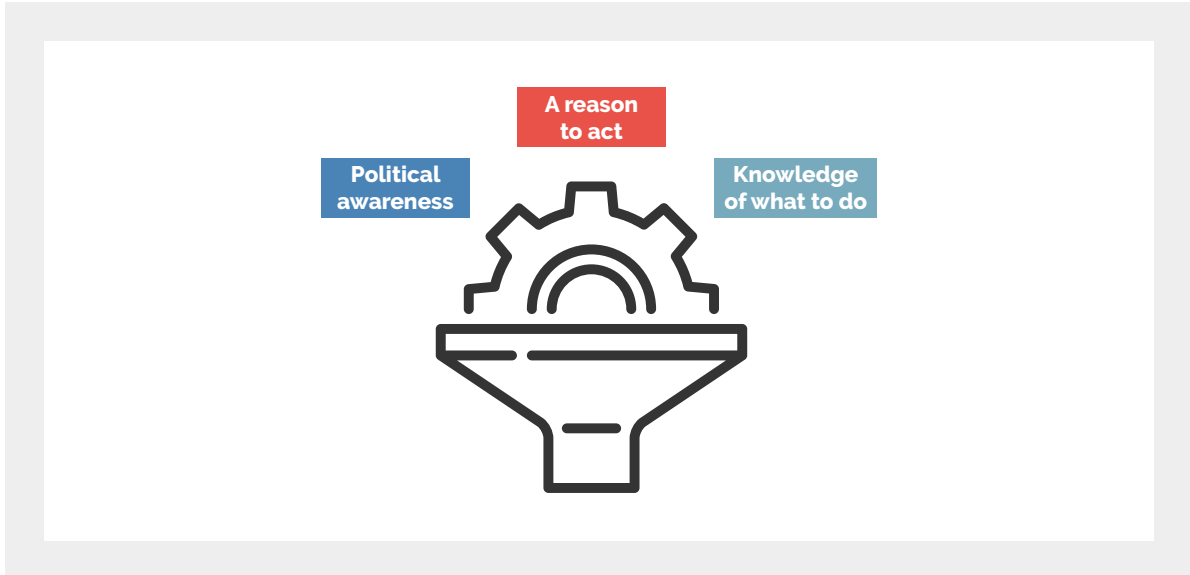 A reason
to act
Political
awareness
Knowledge
of what to do